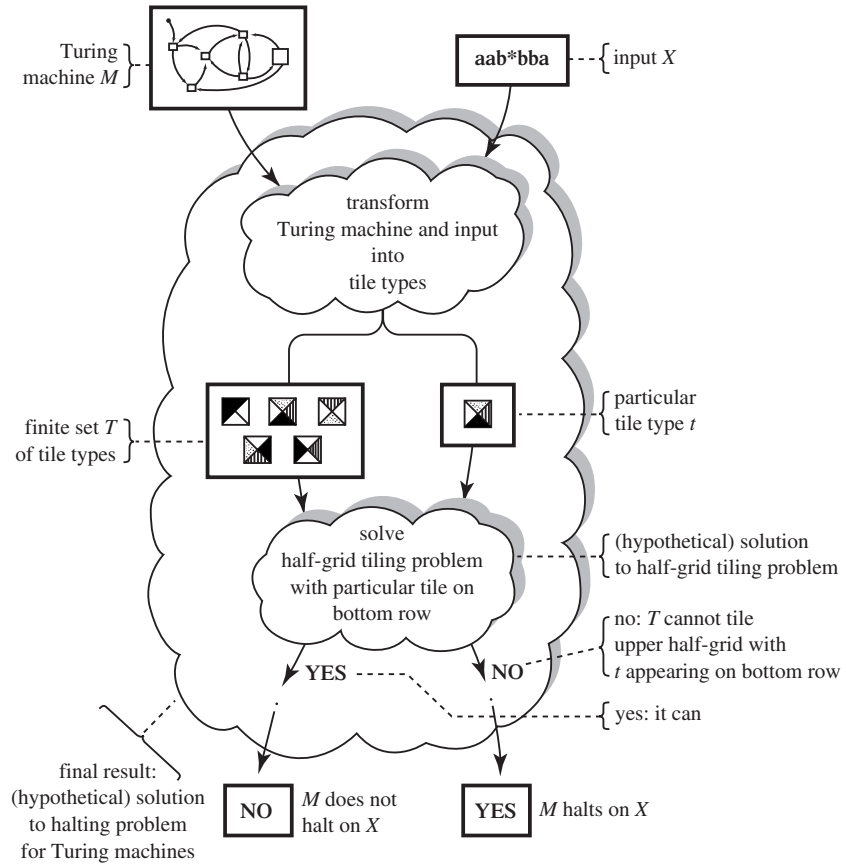 Turing
machine M
aab*bba
input X
transform
Turing machine and input
into
tile types
finite set T
of tile types
particular
tile type t
solve
half-grid tiling problem
with particular tile on
bottom row
(hypothetical) solution
to half-grid tiling problem
no: T cannot tile
upper half-grid with
t appearing on bottom row
YES
NO
yes: it can
final result:
(hypothetical) solution
to halting problem
for Turing machines
NO
M does not
halt on X
YES
M halts on X